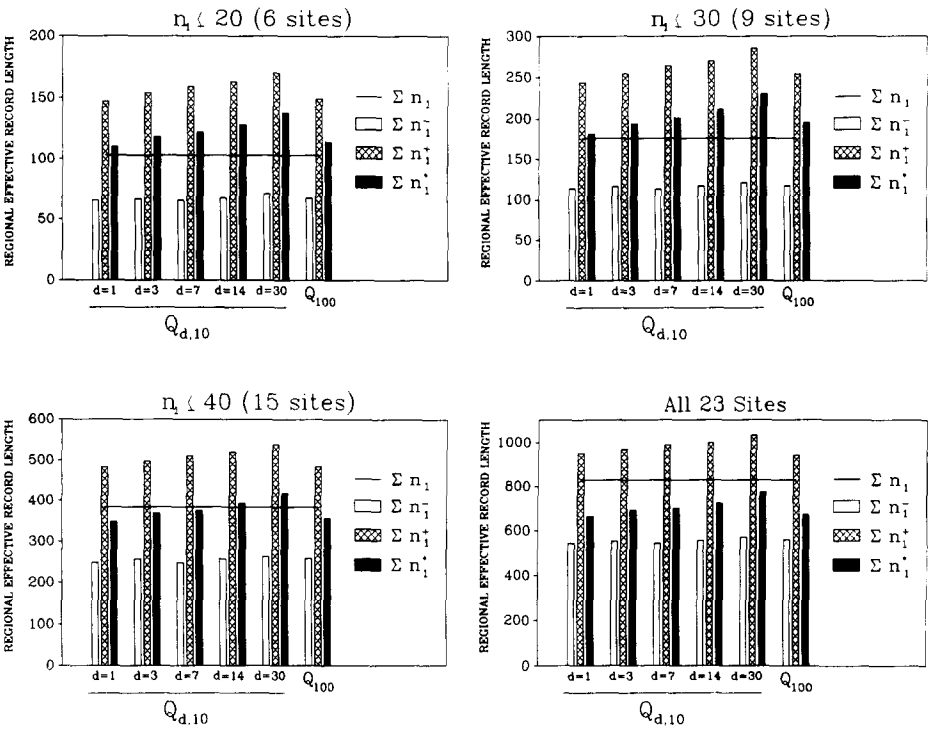 n₁ ≤ 20 (6 sites)
REGIONAL EFFECTIVE RECORD LENGTH
200
150
100
50
0
Σ n₁
Σ n₁⁻
Σ n₁⁺
Σ n₁*
d=1 d=3 d=7 d=14 d=30 Q₁₀₀
Q_d,10
n₁ ≤ 30 (9 sites)
REGIONAL EFFECTIVE RECORD LENGTH
300
250
200
150
100
50
0
Σ n₁
Σ n₁⁻
Σ n₁⁺
Σ n₁*
d=1 d=3 d=7 d=14 d=30 Q₁₀₀
Q_d,10
n₁ ≤ 40 (15 sites)
REGIONAL EFFECTIVE RECORD LENGTH
600
500
400
300
200
100
0
Σ n₁
Σ n₁⁻
Σ n₁⁺
Σ n₁*
d=1 d=3 d=7 d=14 d=30 Q₁₀₀
Q_d,10
All 23 Sites
REGIONAL EFFECTIVE RECORD LENGTH
1000
800
600
400
200
0
Σ n₁
Σ n₁⁻
Σ n₁⁺
Σ n₁*
d=1 d=3 d=7 d=14 d=30 Q₁₀₀
Q_d,10